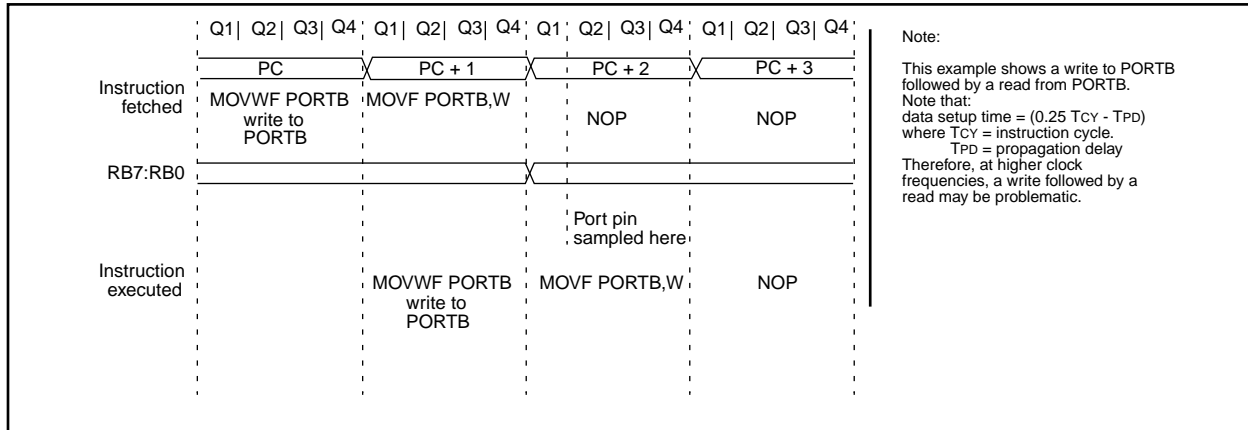 Q1| Q2| Q3| Q4 Q1| Q2| Q3| Q4 Q1 Q2| Q3| Q4 Q1| Q2| Q3| Q4
PC PC + 1 PC + 2 PC + 3
Instruction
fetched
MOVWF PORTB
write to
PORTB
MOVF PORTB,W
NOP
NOP
RB7:RB0
Port pin
sampled here
Instruction
executed
MOVWF PORTB
write to
PORTB
MOVF PORTB,W
NOP
Note:
This example shows a write to PORTB
followed by a read from PORTB.
Note that:
data setup time = (0.25 TCY - TPD)
where TCY = instruction cycle.
TPD = propagation delay
Therefore, at higher clock
frequencies, a write followed by a
read may be problematic.